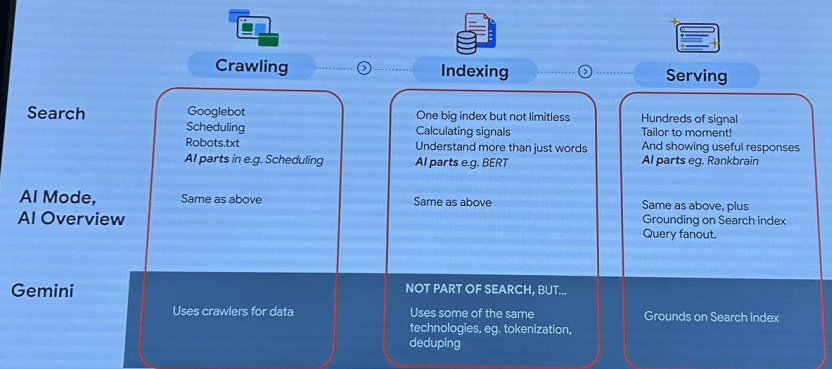 Crawling
Indexing
Serving
Search
Googlebot
Scheduling
Robots.txt
AI parts in e.g. Scheduling
One big index but not limitless
Calculating signals
Understand more than just words
AI parts e.g. BERT
Hundreds of signal
Tailor to moment!
And showing useful responses
AI parts eg. Rankbrain
AI Mode,
AI Overview
Same as above
Same as above
Same as above, plus
Grounding on Search index
Query fanout.
Gemini
Uses crawlers for data
NOT PART OF SEARCH, BUT...
Uses some of the same
technologies, eg. tokenization,
deduping
Grounds on Search index